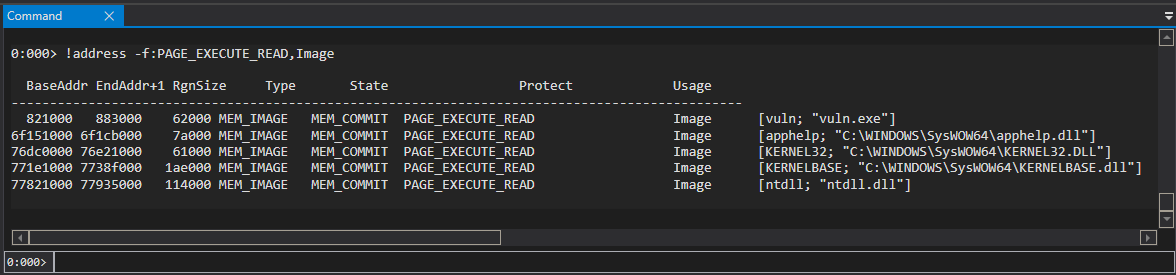 Command
0:000> !address -f:PAGE_EXECUTE_READ,Image
BaseAddr EndAddr+1 RgnSize Type State Protect Usage
-----------------------------------------------------------------------------------------------
821000 883000 62000 MEM_IMAGE MEM_COMMIT PAGE_EXECUTE_READ Image [vuln; "vuln.exe"]
6f151000 6f1cb000 7a000 MEM_IMAGE MEM_COMMIT PAGE_EXECUTE_READ Image [apphelp; "C:\WINDOWS\SysWOW64\apphelp.dll"]
76dc0000 76e21000 61000 MEM_IMAGE MEM_COMMIT PAGE_EXECUTE_READ Image [KERNEL32; "C:\WINDOWS\SysWOW64\KERNEL32.DLL"]
771e1000 7738f000 1ae000 MEM_IMAGE MEM_COMMIT PAGE_EXECUTE_READ Image [KERNELBASE; "C:\WINDOWS\SysWOW64\KERNELBASE.dll"]
77821000 77935000 114000 MEM_IMAGE MEM_COMMIT PAGE_EXECUTE_READ Image [ntdll; "ntdll.dll"]
0:000>